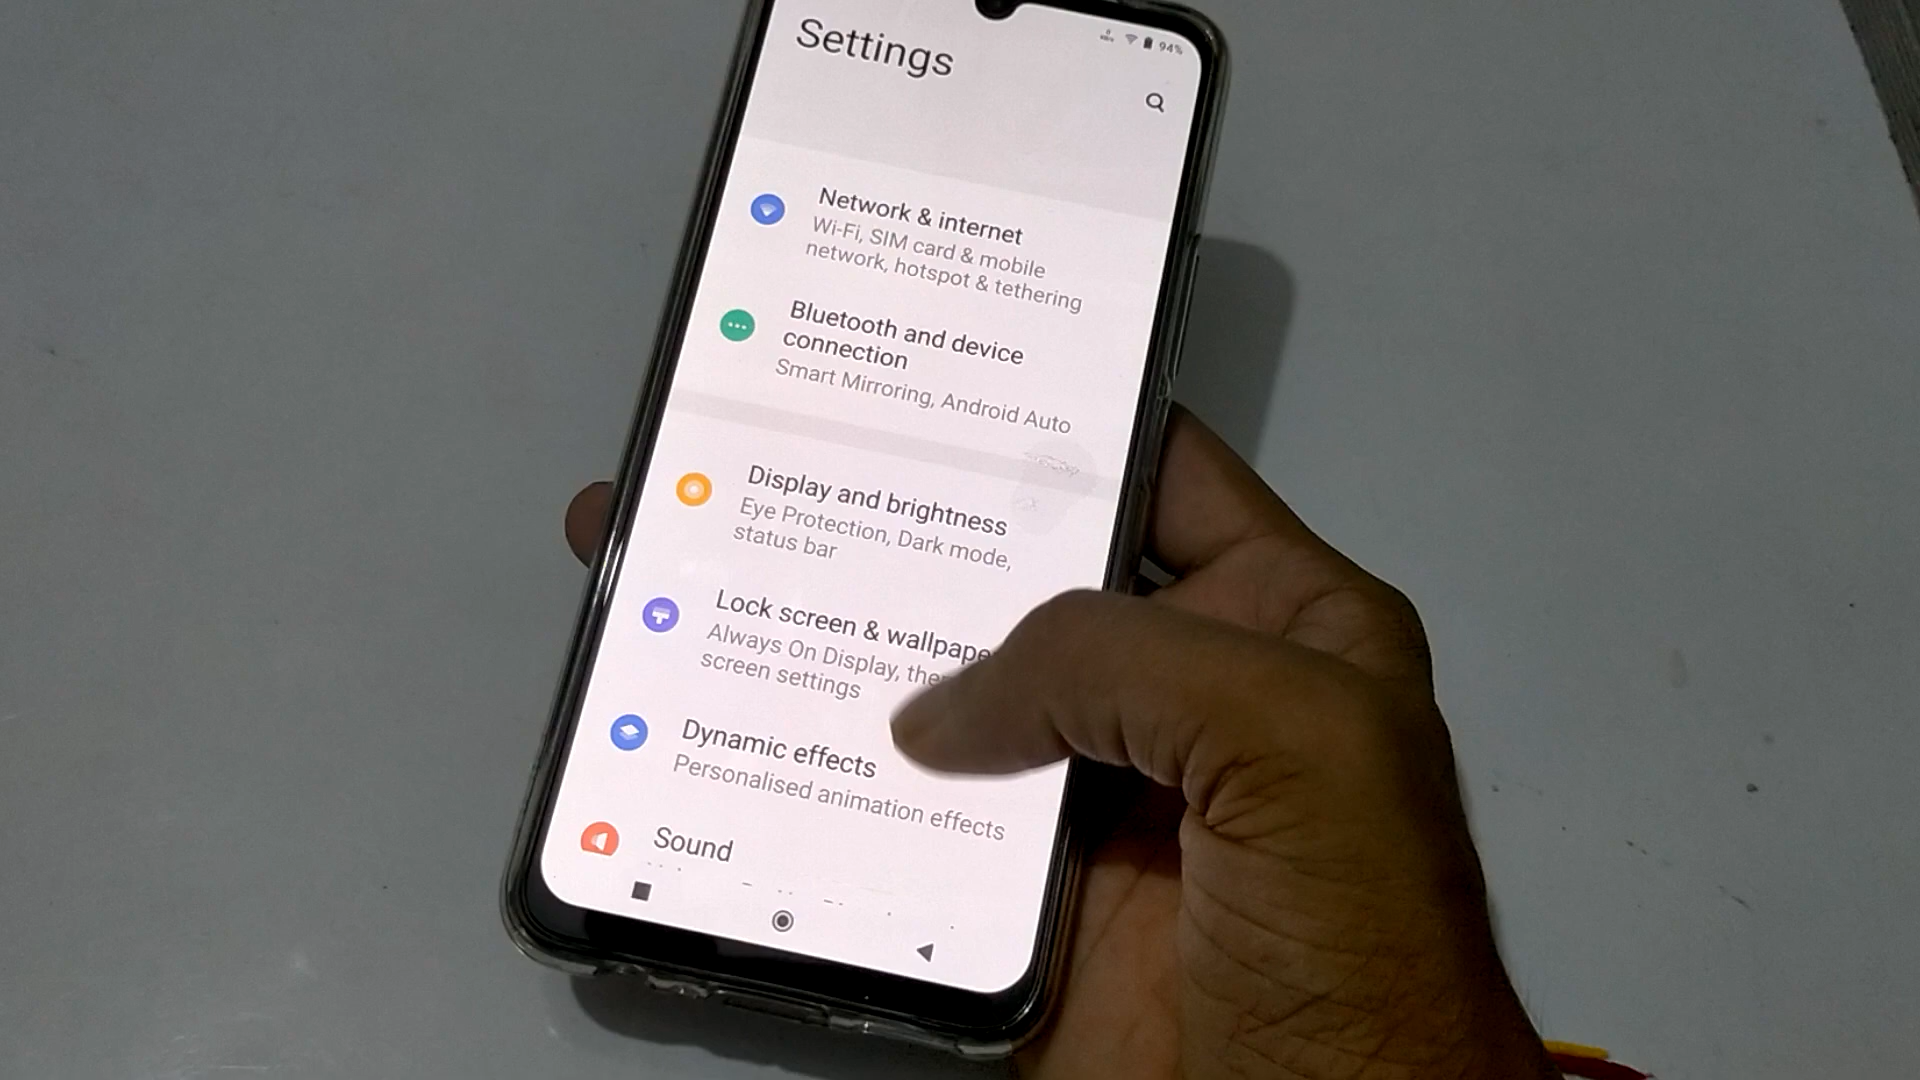 94%
Settings
Network & internet
Wi-Fi, SIM card & mobile
network, hotspot & tethering
Bluetooth and device
connection
Smart Mirroring, Android Auto
Display and brightness
Eye Protection, Dark mode,
status bar
Lock screen & wallpape
Always On Display,
screen settings
Dynamic effects
Personalised animation effects
Sound